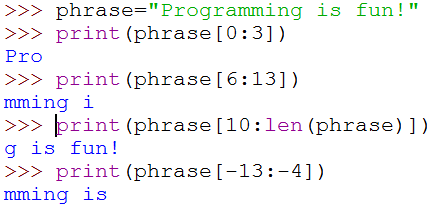 >>> phrase="Programming is fun!"
>>> print(phrase[0:3])
Pro
>>> print(phrase[6:13])
mming i
>>> print(phrase[10:len(phrase)])
g is fun!
>>> print(phrase[-13:-4])
mming is